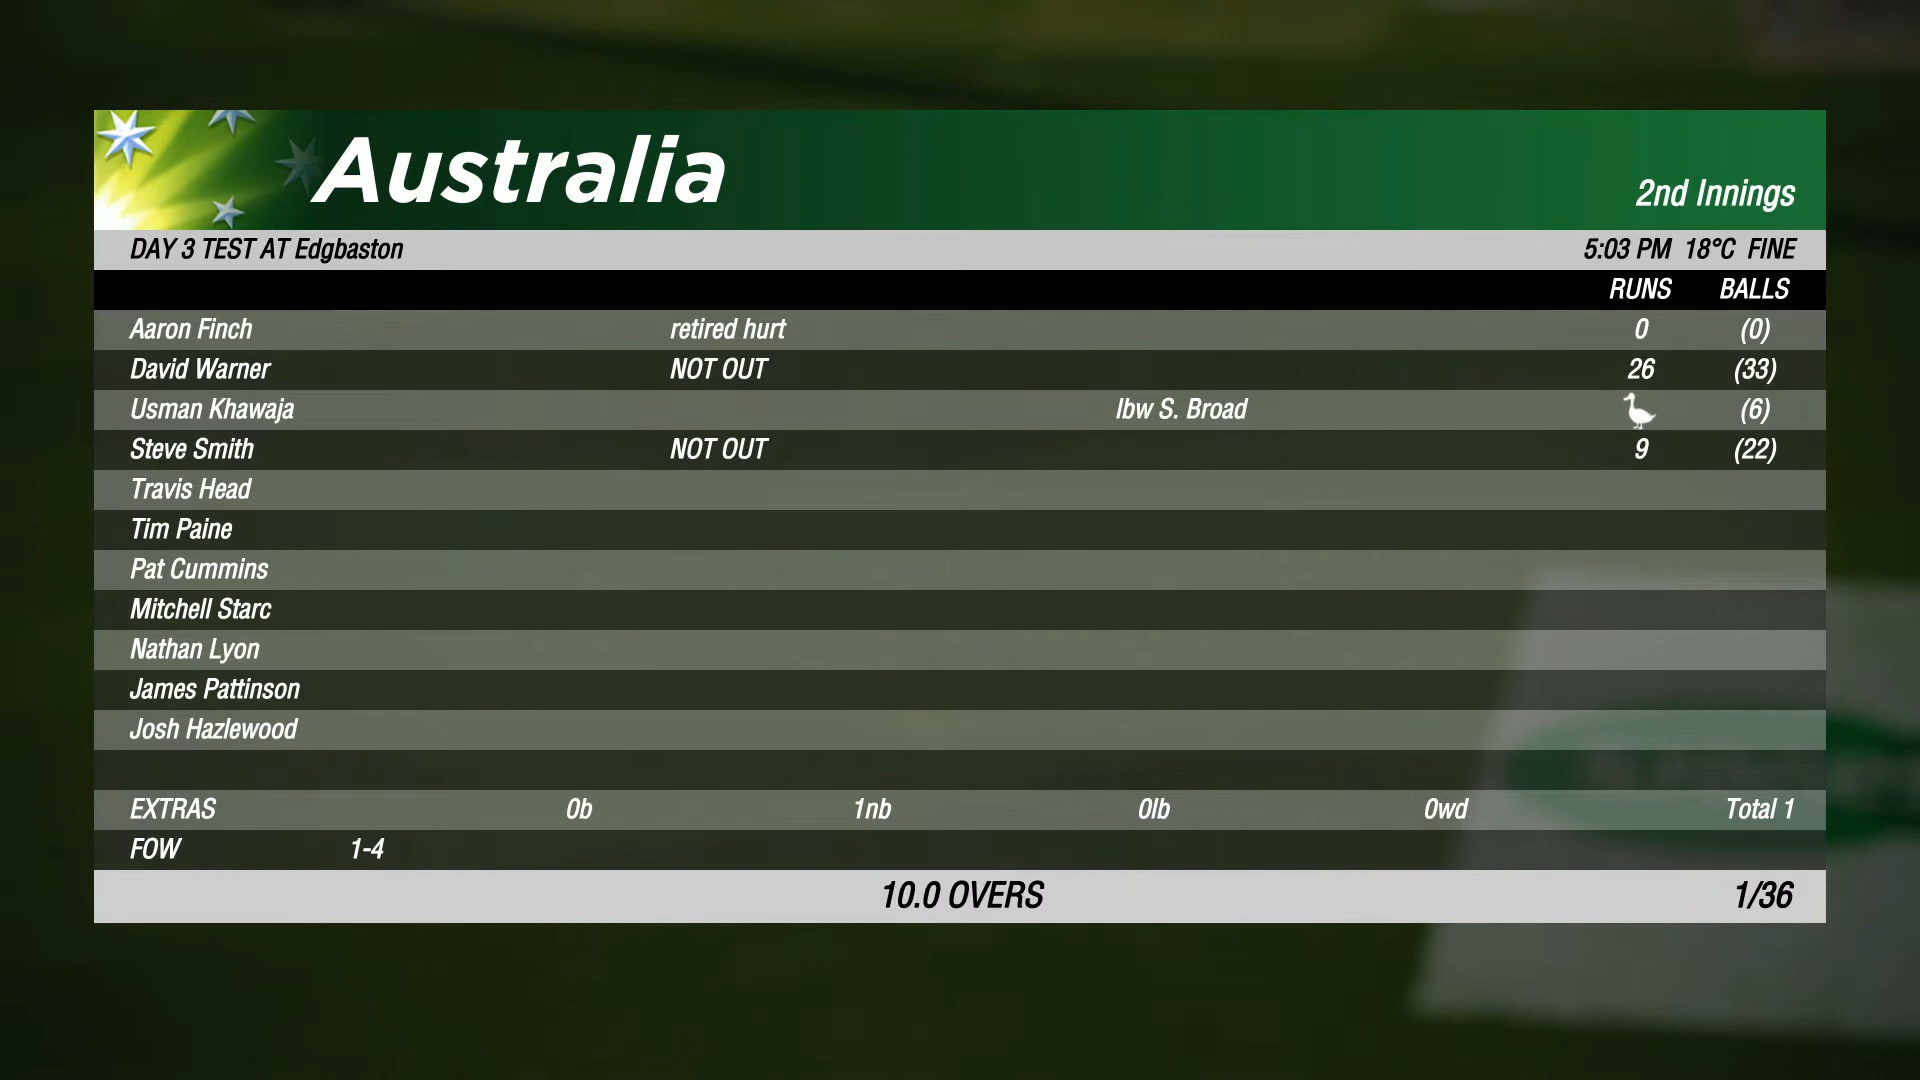 Australia
2nd Innings
DAY 3 TEST AT Edgbaston 5:03 PM 18°C FINE
RUNS BALLS
Aaron Finch retired hurt 0 (0)
David Warner NOT OUT 26 (33)
Usman Khawaja lbw S. Broad (6)
Steve Smith NOT OUT 9 (22)
Travis Head
Tim Paine
Pat Cummins
Mitchell Starc
Nathan Lyon
James Pattinson
Josh Hazlewood
EXTRAS 0b 1nb 0lb 0wd Total 1
FOW 1-4
10.0 OVERS 1/36